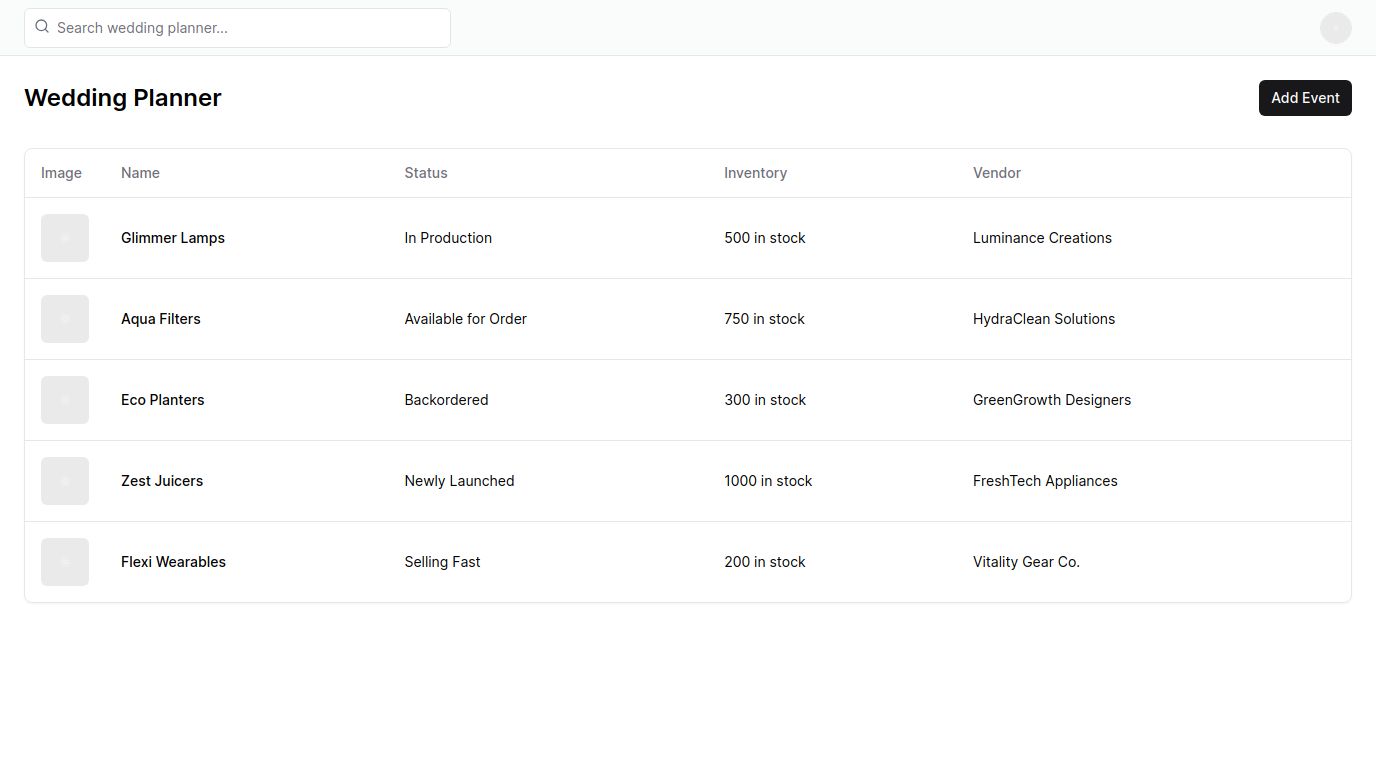 Search wedding planner...
Wedding Planner
Add Event
Image Name Status Inventory Vendor
Glimmer Lamps In Production 500 in stock Luminance Creations
Aqua Filters Available for Order 750 in stock HydraClean Solutions
Eco Planters Backordered 300 in stock GreenGrowth Designers
Zest Juicers Newly Launched 1000 in stock FreshTech Appliances
Flexi Wearables Selling Fast 200 in stock Vitality Gear Co.